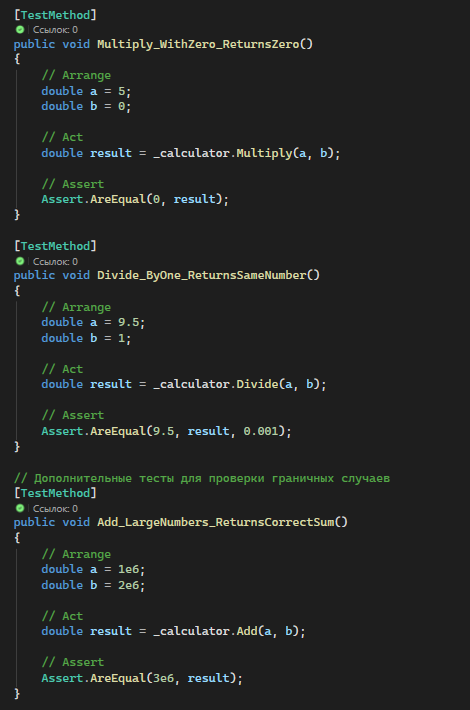 [TestMethod]
Ссылок: 0
public void Multiply_WithZero_ReturnsZero()
{
// Arrange
double a = 5;
double b = 0;
// Act
double result = _calculator.Multiply(a, b);
// Assert
Assert.AreEqual(0, result);
}
[TestMethod]
Ссылок: 0
public void Divide_ByOne_ReturnsSameNumber()
{
// Arrange
double a = 9.5;
double b = 1;
// Act
double result = _calculator.Divide(a, b);
// Assert
Assert.AreEqual(9.5, result, 0.001);
}
// Дополнительные тесты для проверки граничных случаев
[TestMethod]
Ссылок: 0
public void Add_LargeNumbers_ReturnsCorrectSum()
{
// Arrange
double a = 1e6;
double b = 2e6;
// Act
double result = _calculator.Add(a, b);
// Assert
Assert.AreEqual(3e6, result);
}